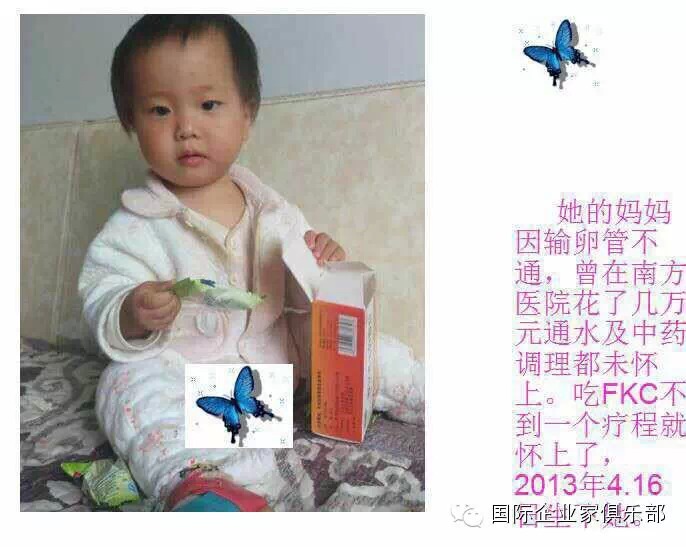 她的妈妈
因输卵管不
通，曾在南方
医院花了几万
元通水及中药
调理都未怀
上。吃FKC不
到一个疗程就
怀上了，
2013年4.16
国际企业家俱乐部